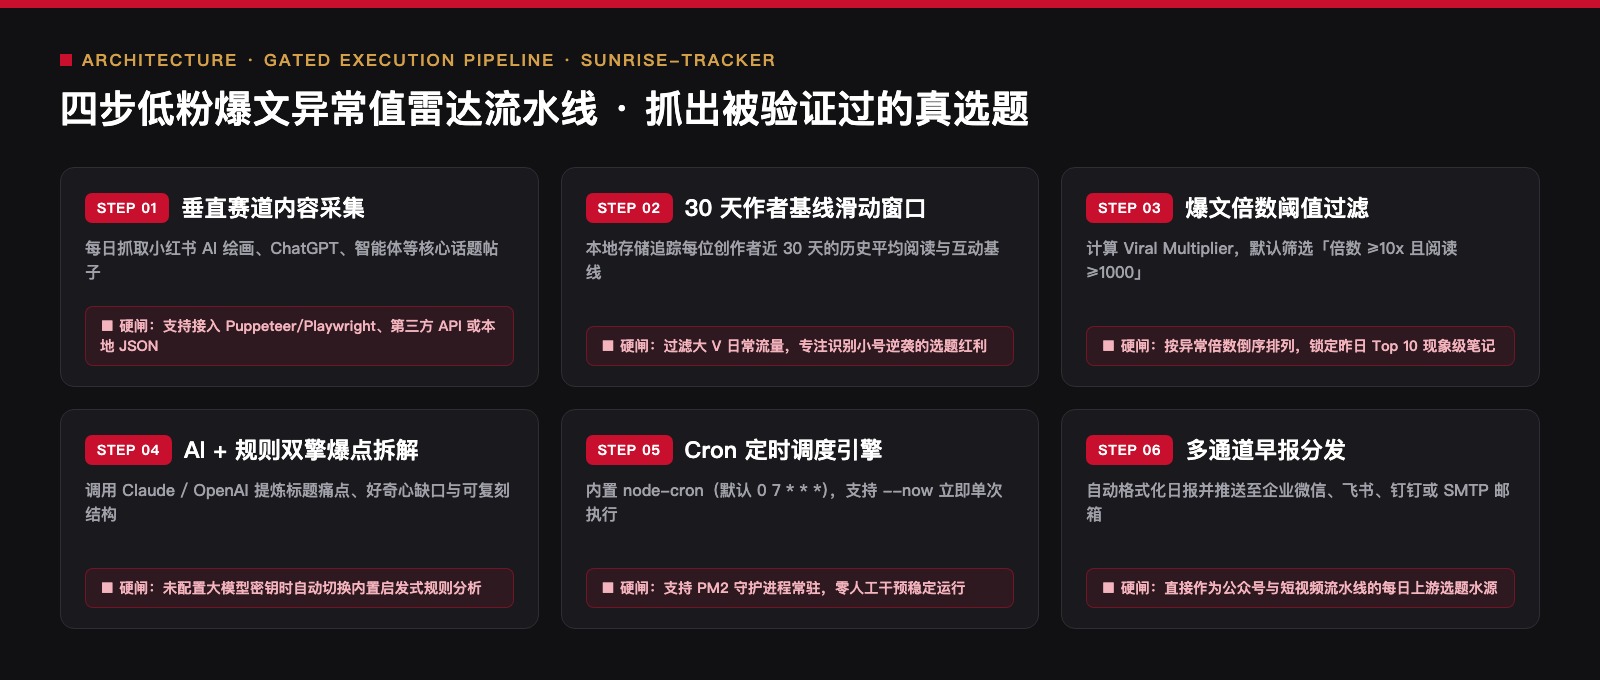 ARCHITECTURE · GATED EXECUTION PIPELINE · SUNRISE-TRACKER
四步低粉爆文异常值雷达流水线 · 抓出被验证过的真选题
STEP 01 垂直赛道内容采集
每日抓取小红书 AI 绘画、ChatGPT、智能体等核心话题帖
子
■ 硬闸：支持接入 Puppeteer/Playwright、第三方 API 或本
地 JSON
STEP 02 30 天作者基线滑动窗口
本地存储追踪每位创作者近 30 天的历史平均阅读与互动基
线
■ 硬闸：过滤大 V 日常流量，专注识别小号逆袭的选题红利
STEP 03 爆文倍数阈值过滤
计算 Viral Multiplier，默认筛选「倍数 ≥10x 且阅读
≥1000」
■ 硬闸：按异常倍数倒序排列，锁定昨日 Top 10 现象级笔记
STEP 04 AI + 规则双擎爆点拆解
调用 Claude / OpenAI 提炼标题痛点、好奇心缺口与可复刻
结构
■ 硬闸：未配置大模型密钥时自动切换内置启发式规则分析
STEP 05 Cron 定时调度引擎
内置 node-cron（默认 0 7 * * *)，支持 --now 立即单次
执行
■ 硬闸：支持 PM2 守护进程常驻，零人工干预稳定运行
STEP 06 多通道早报分发
自动格式化日报并推送至企业微信、飞书、钉钉或 SMTP 邮
箱
■ 硬闸：直接作为公众号与短视频流水线的每日上游选题水源